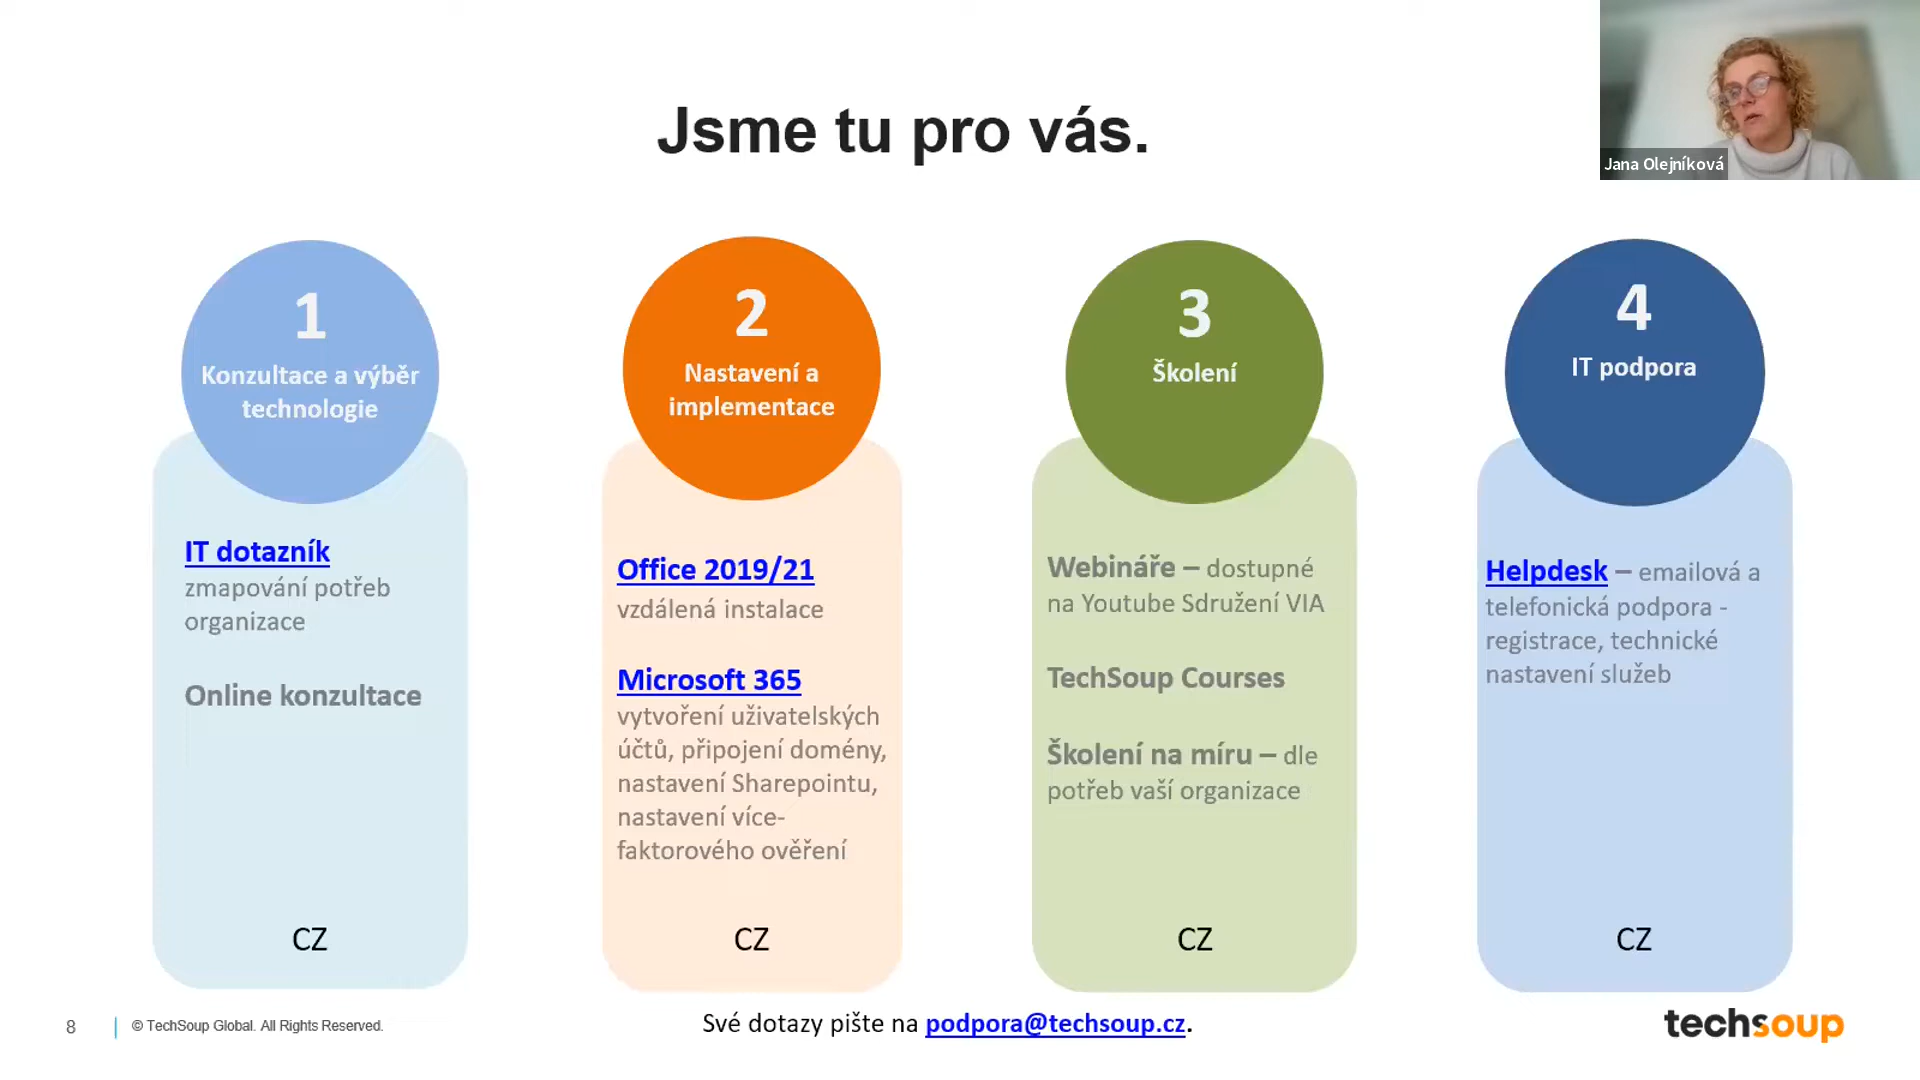 Jsme tu pro vás.
Jana Olejníková
1
Konzultace a výběr
technologie
IT dotazník
zmapování potřeb
organizace
Online konzultace
CZ
2
Nastavení a
implementace
Office 2019/21
vzdálená instalace
Microsoft 365
vytvoření uživatelských
účtů, připojení domény,
nastavení Sharepointu,
nastavení více-
faktorového ověření
CZ
3
Školení
Webináře – dostupné
na Youtube Sdružení VIA
TechSoup Courses
Školení na míru – dle
potřeb vaší organizace
CZ
4
IT podpora
Helpdesk – emailová a
telefonická podpora -
registrace, technické
nastavení služeb
CZ
8
© TechSoup Global. All Rights Reserved.
Své dotazy pište na podpora@techsoup.cz.
techsoup